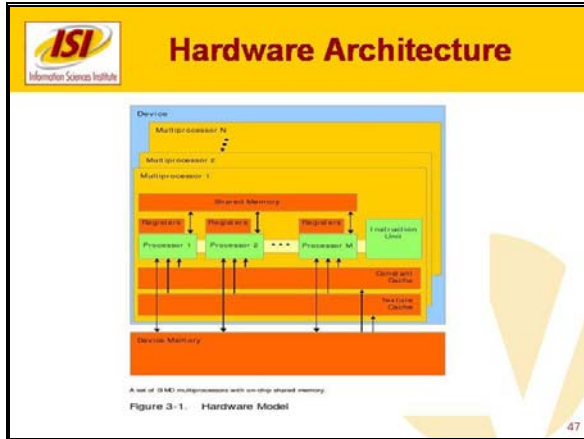 ISI
Information Sciences Institute
Hardware Architecture
Device
Multiprocessor N
Multiprocessor 2
Multiprocessor 1
Shared Memory
Registers
Registers
Registers
Processor 1
Processor 2
Processor M
Instruction
Unit
Constant
Cache
Texture
Cache
Device Memory
A set of SIMD multiprocessors with on-chip shared memory.
Figure 3-1. Hardware Model
47